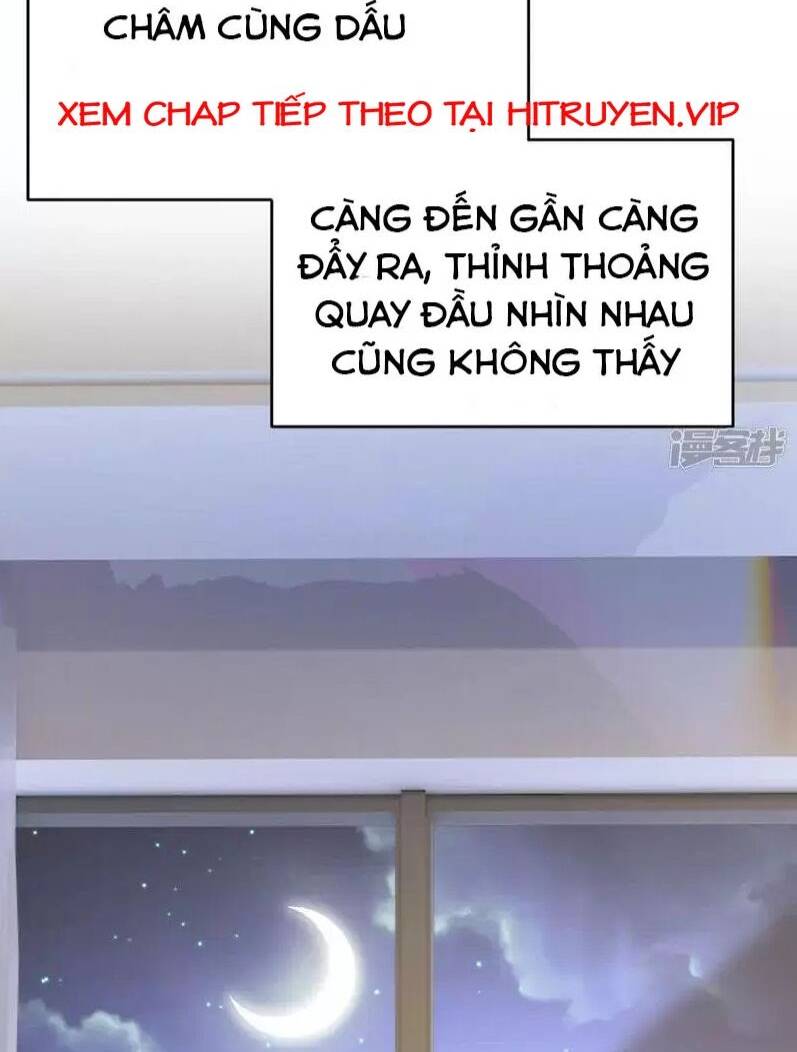 CHÂM CÙNG DẤU
XEM CHAP TIẾP THEO TẠI HITRUYEN.VIP
CÀNG ĐẾN GẦN CÀNG
ĐẨY RA, THỈNH THOẢNG
QUAY ĐẦU NHÌN NHAU
CŨNG KHÔNG THẤY
漫客栈